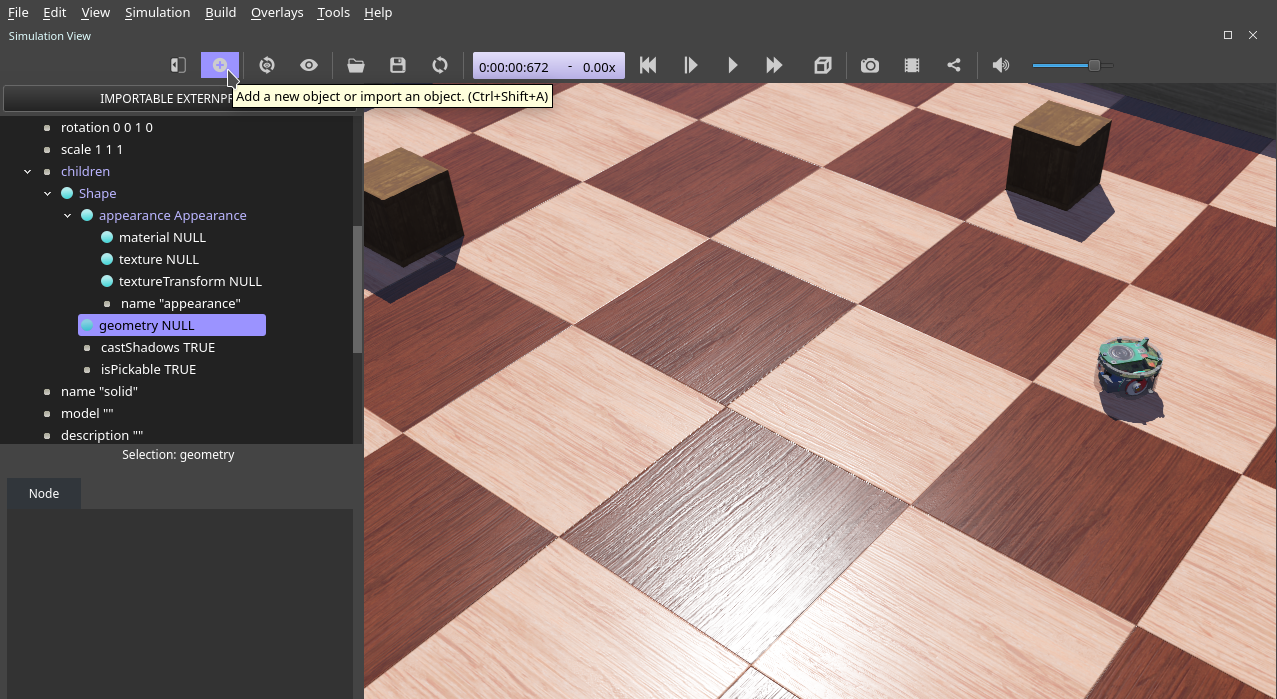 File Edit View Simulation Build Overlays Tools Help
Simulation View
0:00:00:672 - 0.00x
IMPORTABLE EXTERNPR
Add a new object or import an object. (Ctrl+Shift+A)
rotation 0 0 1 0
scale 1 1 1
children
Shape
appearance Appearance
material NULL
texture NULL
textureTransform NULL
name "appearance"
geometry NULL
castShadows TRUE
isPickable TRUE
name "solid"
model ""
description ""
Selection: geometry
Node